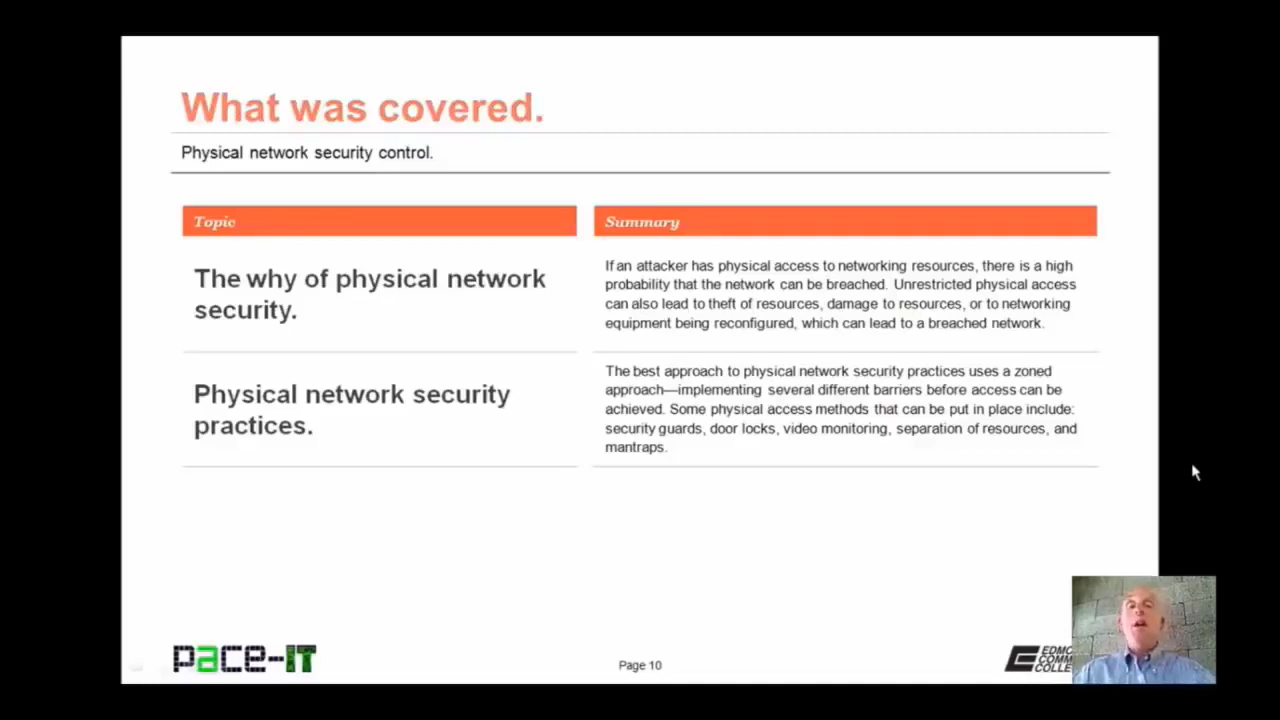 What was covered.
Physical network security control.
Topic
Summary
The why of physical network
security.
If an attacker has physical access to networking resources, there is a high
probability that the network can be breached. Unrestricted physical access
can also lead to theft of resources, damage to resources, or to networking
equipment being reconfigured, which can lead to a breached network.
Physical network security
practices.
The best approach to physical network security practices uses a zoned
approach—implementing several different barriers before access can be
achieved. Some physical access methods that can be put in place include:
security guards, door locks, video monitoring, separation of resources, and
mantraps.
pace-IT
Page 10